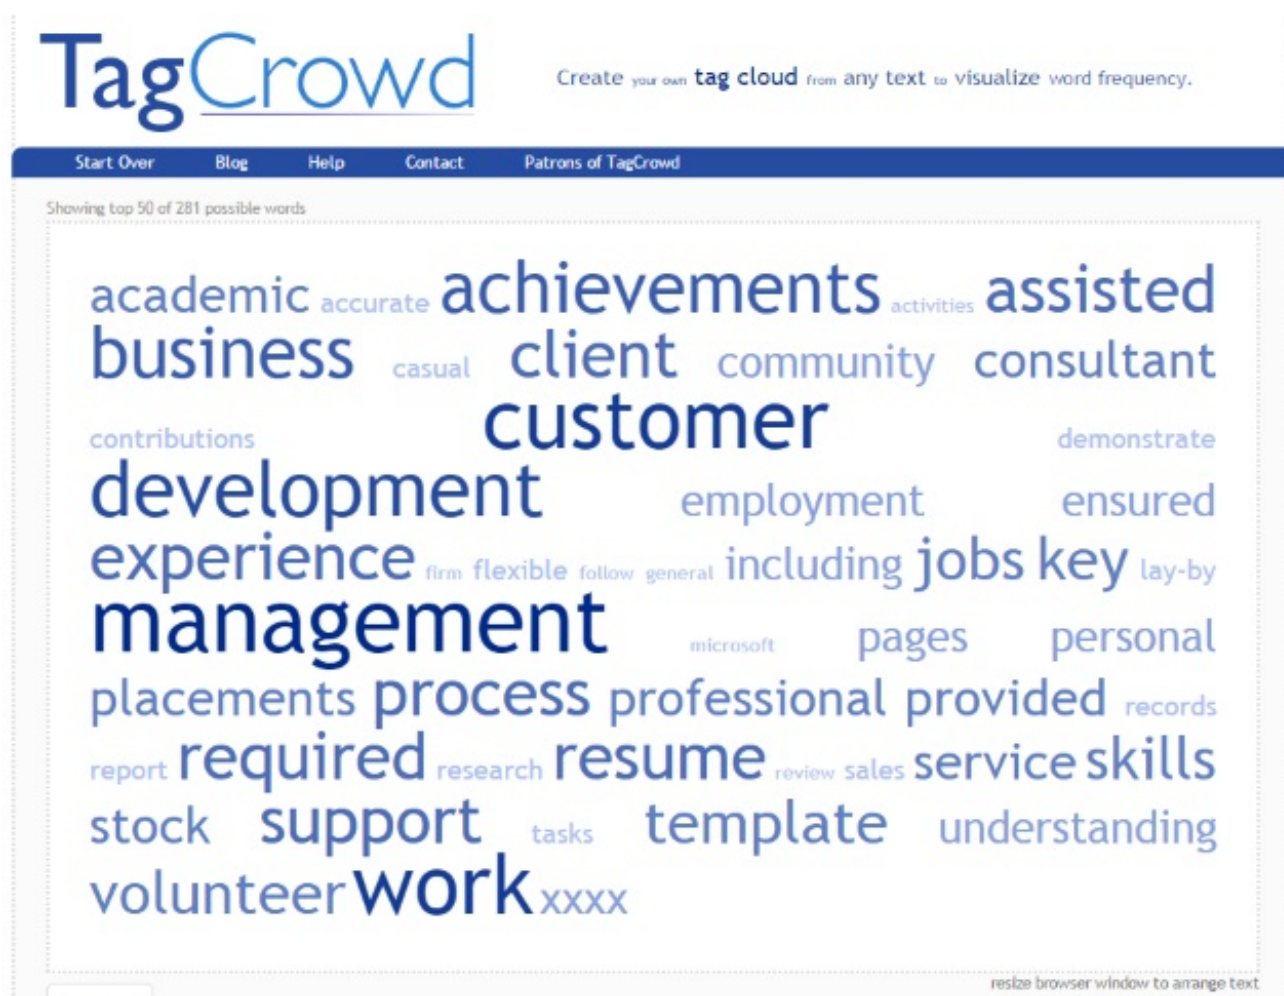 TagCrowd
Create your own tag cloud from any text to visualize word frequency.
Start Over Blog Help Contact Patrons of TagCrowd
Showing top 50 of 281 possible words
academic accurate achievements activities assisted
business casual client community consultant
contributions customer demonstrate
development employment ensured
experience firm flexible follow general including jobs key lay-by
management microsoft pages personal
placements process professional provided records
report required research resume review sales service skills
stock support tasks template understanding
volunteer work xxxx
resize browser window to arrange text